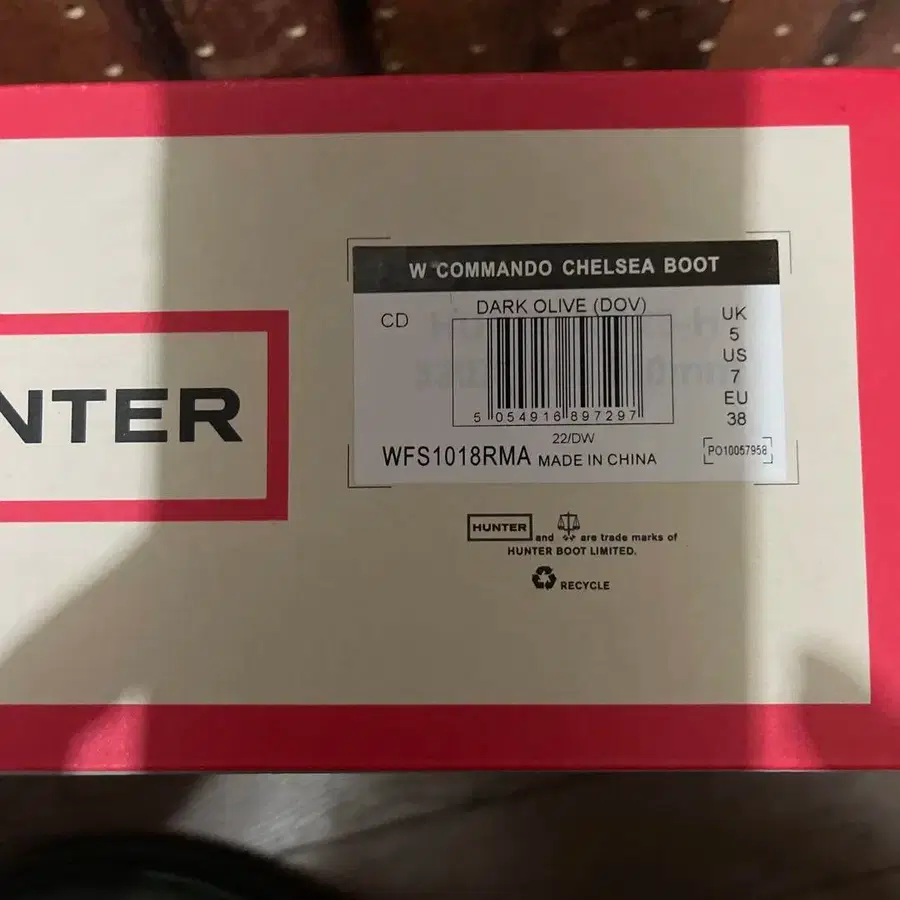 NTER
W COMMANDO CHELSEA BOOT
CD
DARK OLIVE (DOV)
5 054916 897297
22/DW
WFS1018RMA MADE IN CHINA
UK
5
US
7
EU
38
PO10057958
HUNTER and are trade marks of
HUNTER BOOT LIMITED.
RECYCLE